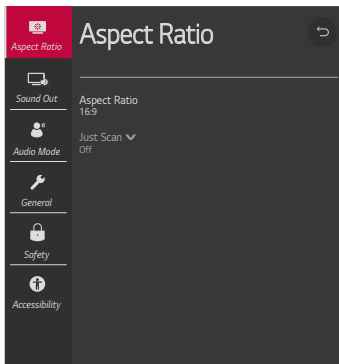 Aspect Ratio
Aspect Ratio
Sound Out
Audio Mode
General
Safety
Accessibility
Aspect Ratio
16:9
Just Scan
Off